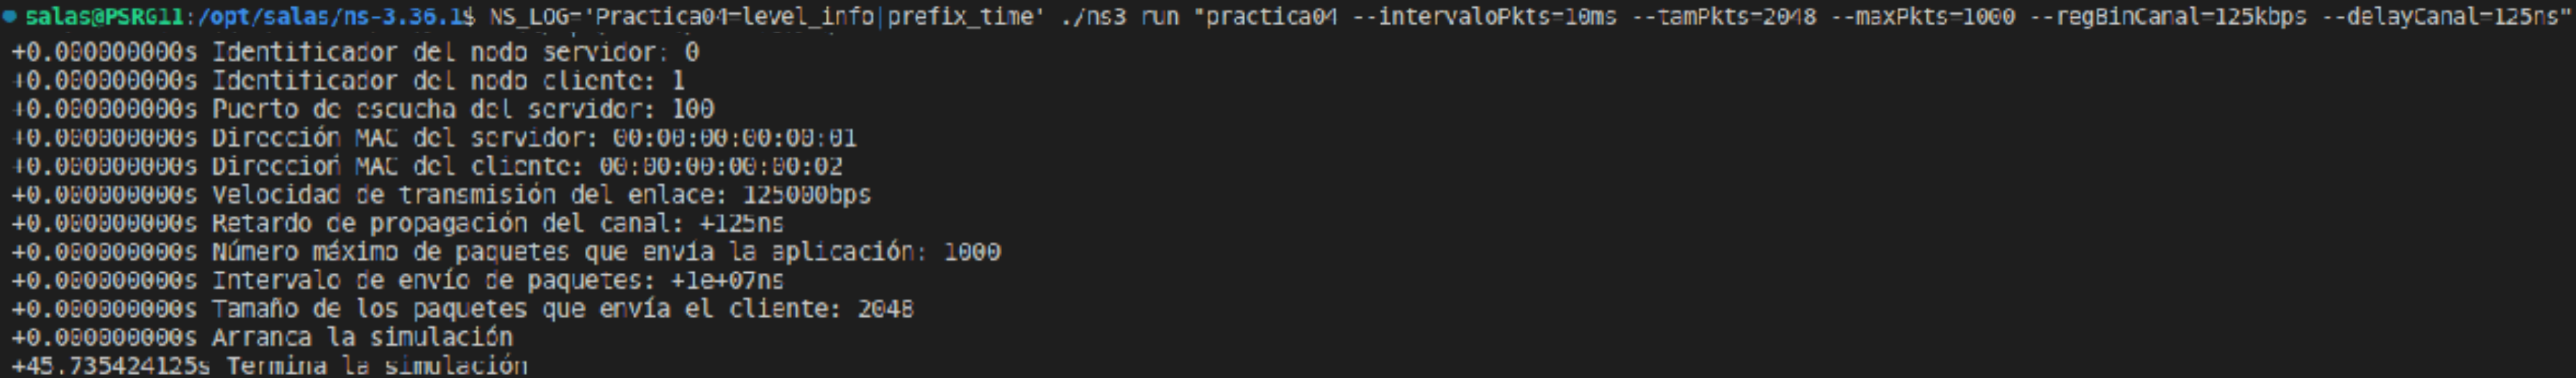 salas@PSRG11:/opt/salas/ns-3.36.1$ NS_LOG='Practica04=level_info|prefix_time' ./ns3 run "practica04 --intervaloPkts=10ms --tamPkts=2048 --maxPkts=1000 --regBinCanal=125kbps --delayCanal=125ns"
+0.000000000s Identificador del nodo servidor: 0
+0.000000000s Identificador del nodo cliente: 1
+0.000000000s Puerto de escucha del servidor: 100
+0.000000000s Dirección MAC del servidor: 00:00:00:00:00:01
+0.000000000s Dirección MAC del cliente: 00:00:00:00:00:02
+0.000000000s Velocidad de transmisión del enlace: 125000bps
+0.000000000s Retardo de propagación del canal: +125ns
+0.000000000s Número máximo de paquetes que envía la aplicación: 1000
+0.000000000s Intervalo de envío de paquetes: +1e+07ns
+0.000000000s Tamaño de los paquetes que envía el cliente: 2048
+0.000000000s Arranca la simulación
+45.735424125s Termina la simulación